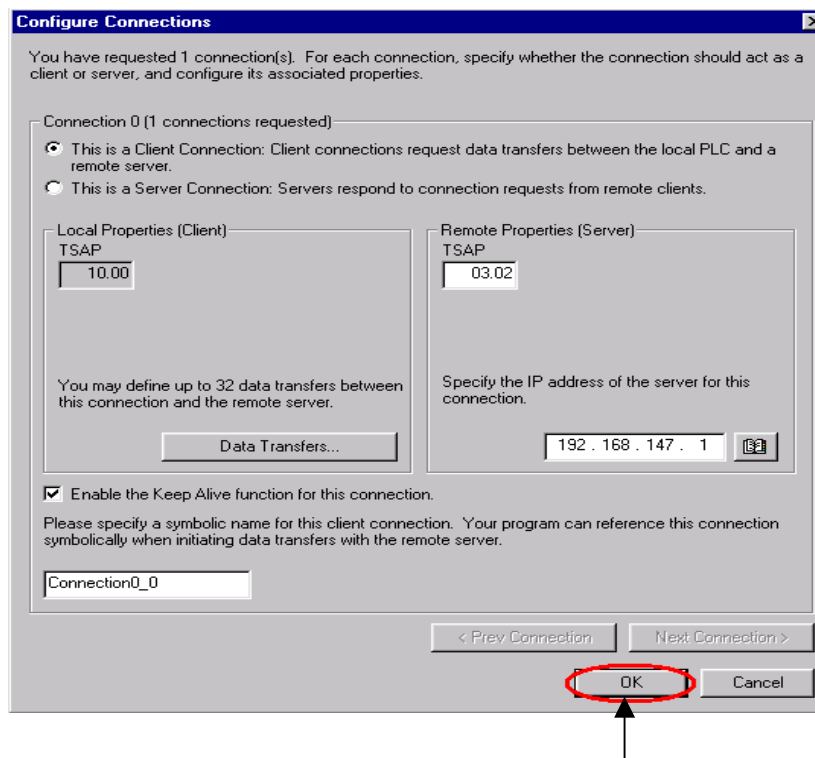 Configure Connections
You have requested 1 connection(s). For each connection, specify whether the connection should act as a
client or server, and configure its associated properties.
Connection 0 (1 connections requested)
This is a Client Connection: Client connections request data transfers between the local PLC and a
remote server.
This is a Server Connection: Servers respond to connection requests from remote clients.
Local Properties (Client)
TSAP
10.00
You may define up to 32 data transfers between
this connection and the remote server.
Data Transfers...
Remote Properties (Server)
TSAP
03.02
Specify the IP address of the server for this
connection.
192 . 168 . 147 . 1
Enable the Keep Alive function for this connection.
Please specify a symbolic name for this client connection. Your program can reference this connection
symbolically when initiating data transfers with the remote server.
Connection0_0
< Prev Connection
Next Connection >
OK
Cancel